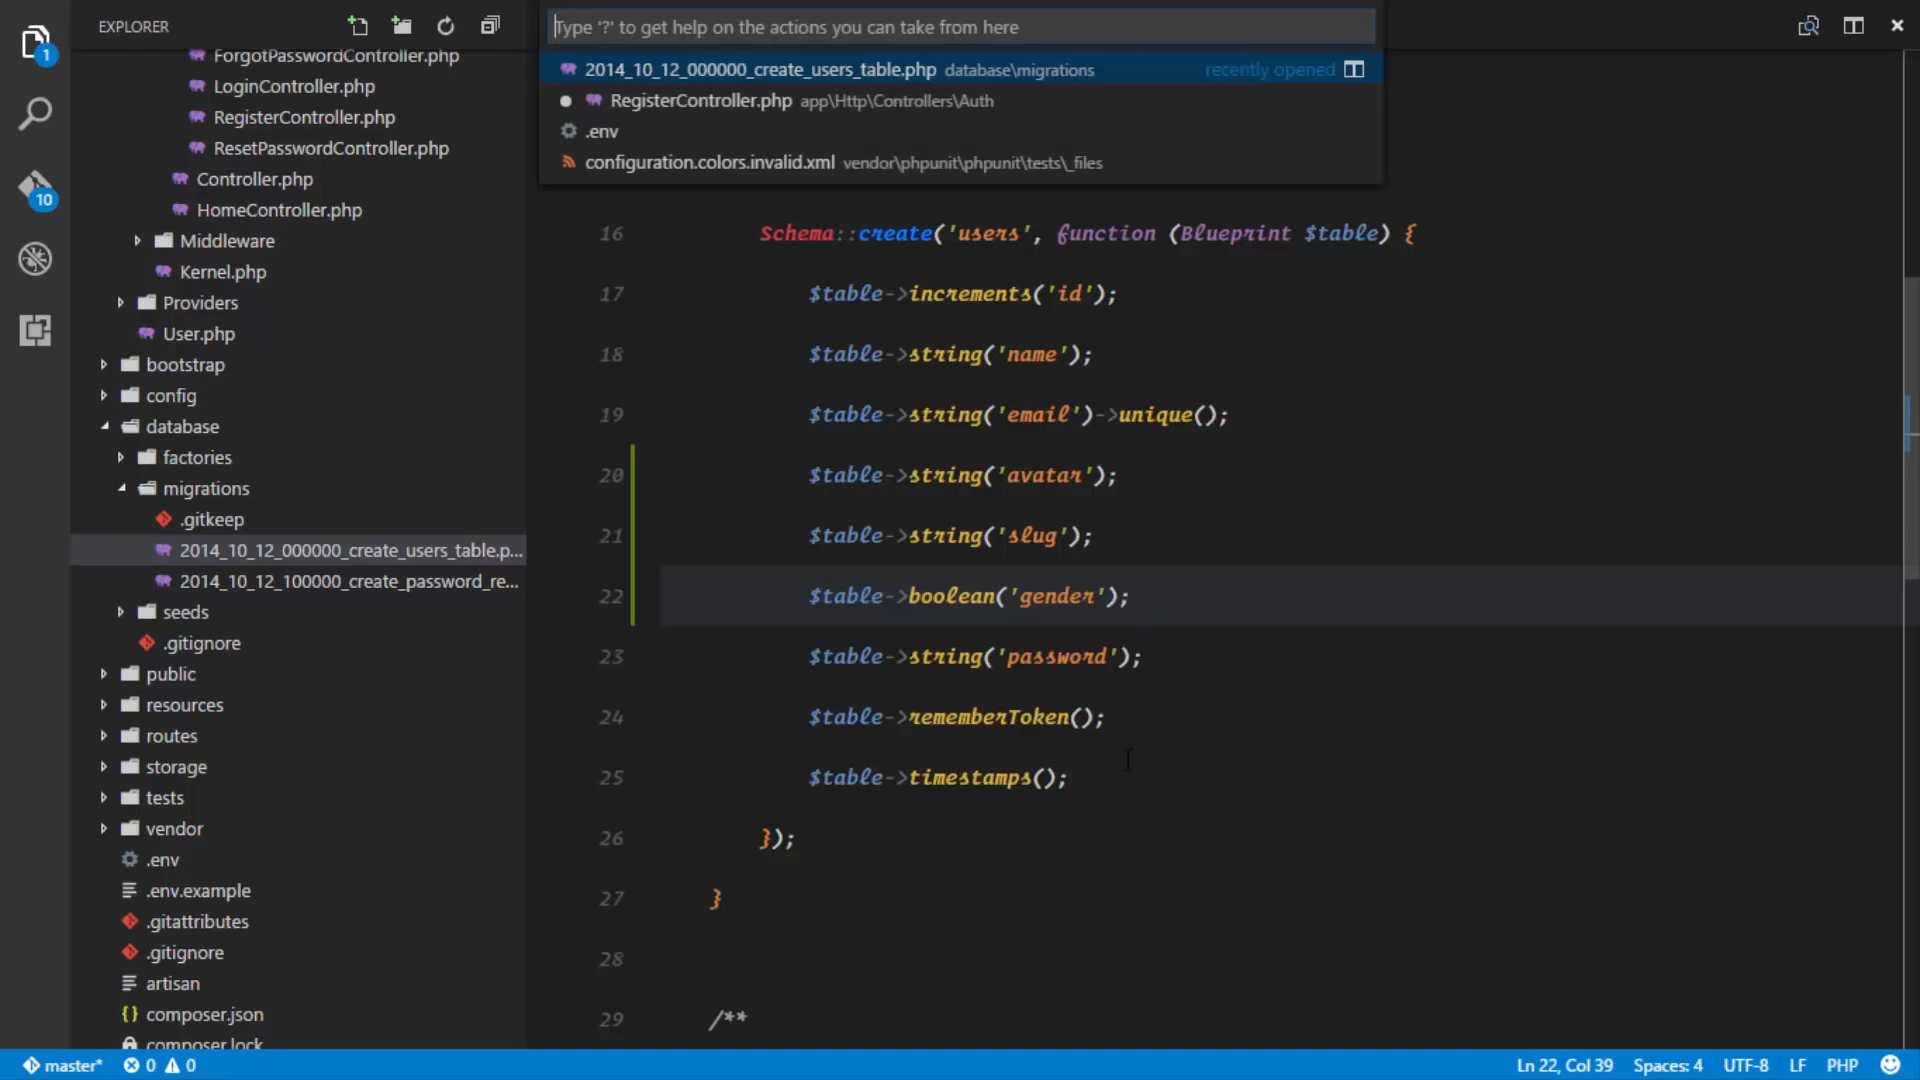 EXPLORER
ForgotPasswordController.php
LoginController.php
RegisterController.php
ResetPasswordController.php
Controller.php
HomeController.php
Middleware
Kernel.php
Providers
User.php
bootstrap
config
database
factories
migrations
.gitkeep
2014_10_12_000000_create_users_table.p...
2014_10_12_100000_create_password_re...
seeds
.gitignore
public
resources
routes
storage
tests
vendor
.env
.env.example
.gitattributes
.gitignore
artisan
composer.json
composer.lock
1
10
Type '?' to get help on the actions you can take from here
2014_10_12_000000_create_users_table.php database\migrations recently opened
RegisterController.php app\Http\Controllers\Auth
.env
configuration.colors.invalid.xml vendor\phpunit\phpunit\tests\_files
16 Schema::create('users', function (Blueprint $table) {
17 $table->increments('id');
18 $table->string('name');
19 $table->string('email')->unique();
20 $table->string('avatar');
21 $table->string('slug');
22 $table->boolean('gender');
23 $table->string('password');
24 $table->rememberToken();
25 $table->timestamps();
26 });
27 }
28
29 /**
master* 0 0 Ln 22, Col 39 Spaces: 4 UTF-8 LF PHP